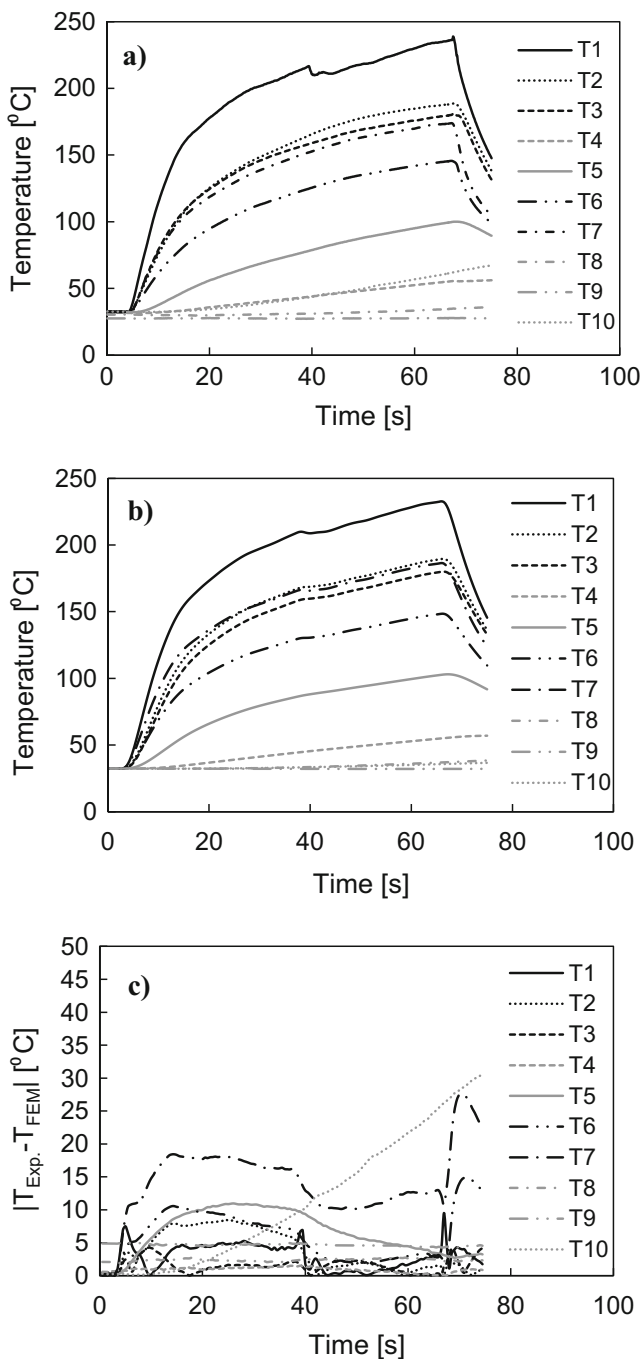 a)
250
200
150
100
50
0
Temperature [⁰C]
0 20 40 60 80 100
Time [s]
T1
T2
T3
T4
T5
T6
T7
T8
T9
T10
b)
250
200
150
100
50
0
Temperature [⁰C]
0 20 40 60 80 100
Time [s]
T1
T2
T3
T4
T5
T6
T7
T8
T9
T10
c)
50
45
40
35
30
25
20
15
10
5
0
|T_Exp.-T_FEM| [⁰C]
0 20 40 60 80 100
Time [s]
T1
T2
T3
T4
T5
T6
T7
T8
T9
T10